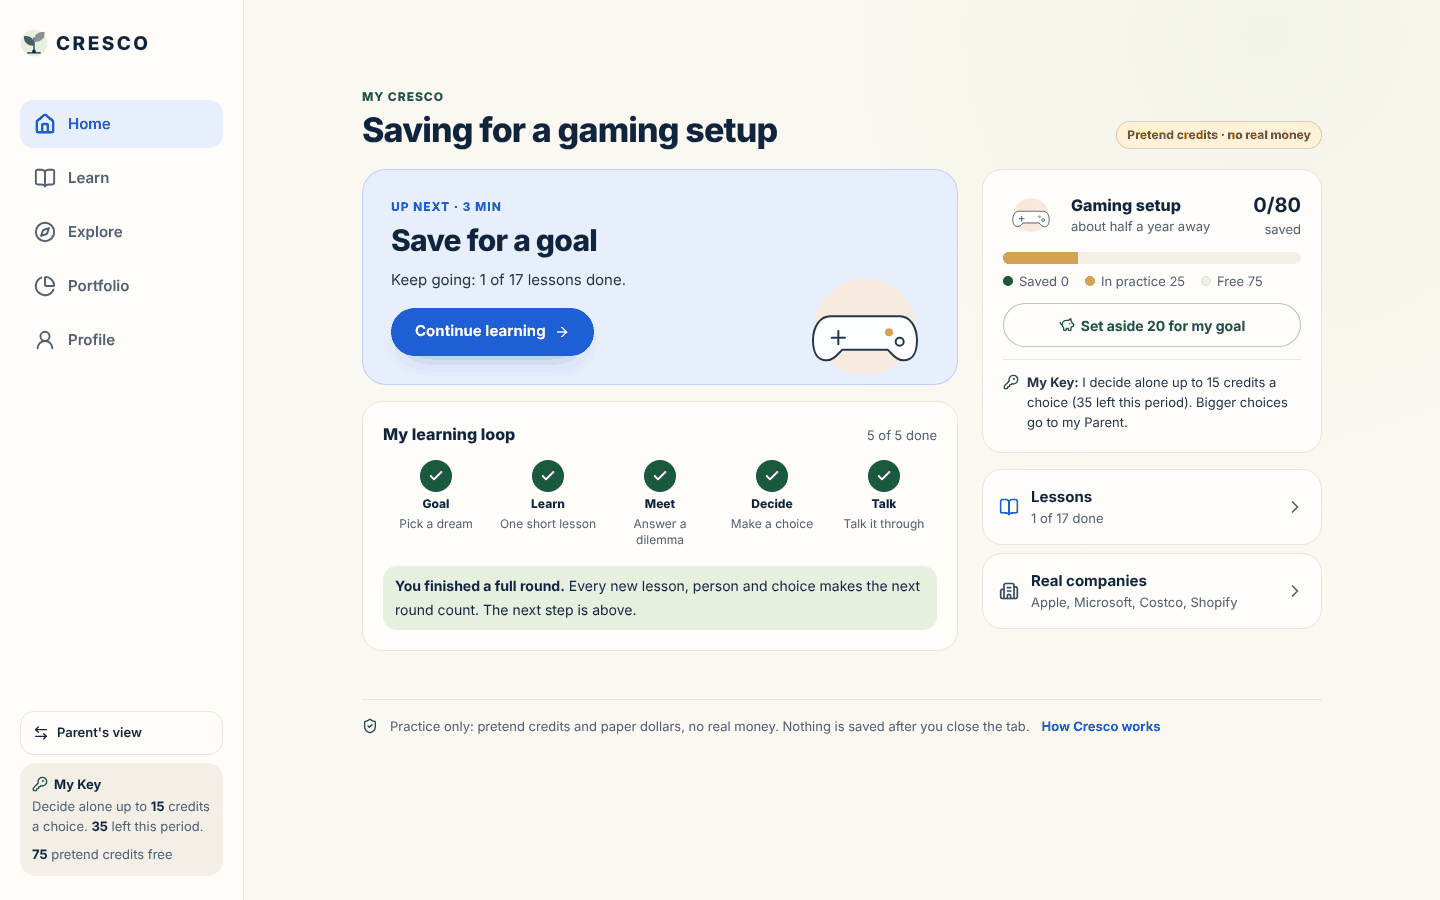 CRESCO
Home
Learn
Explore
Portfolio
Profile
Parent's view
My Key
Decide alone up to 15 credits
a choice. 35 left this period.
75 pretend credits free
MY CRESCO
Saving for a gaming setup
Pretend credits · no real money
UP NEXT · 3 MIN
Save for a goal
Keep going: 1 of 17 lessons done.
Continue learning
My learning loop
5 of 5 done
Goal
Pick a dream
Learn
One short lesson
Meet
Answer a
dilemma
Decide
Make a choice
Talk
Talk it through
You finished a full round. Every new lesson, person and choice makes the next
round count. The next step is above.
Gaming setup
about half a year away
0/80
saved
Saved 0
In practice 25
Free 75
Set aside 20 for my goal
My Key: I decide alone up to 15 credits a
choice (35 left this period). Bigger choices
go to my Parent.
Lessons
1 of 17 done
Real companies
Apple, Microsoft, Costco, Shopify
Practice only: pretend credits and paper dollars, no real money. Nothing is saved after you close the tab. How Cresco works